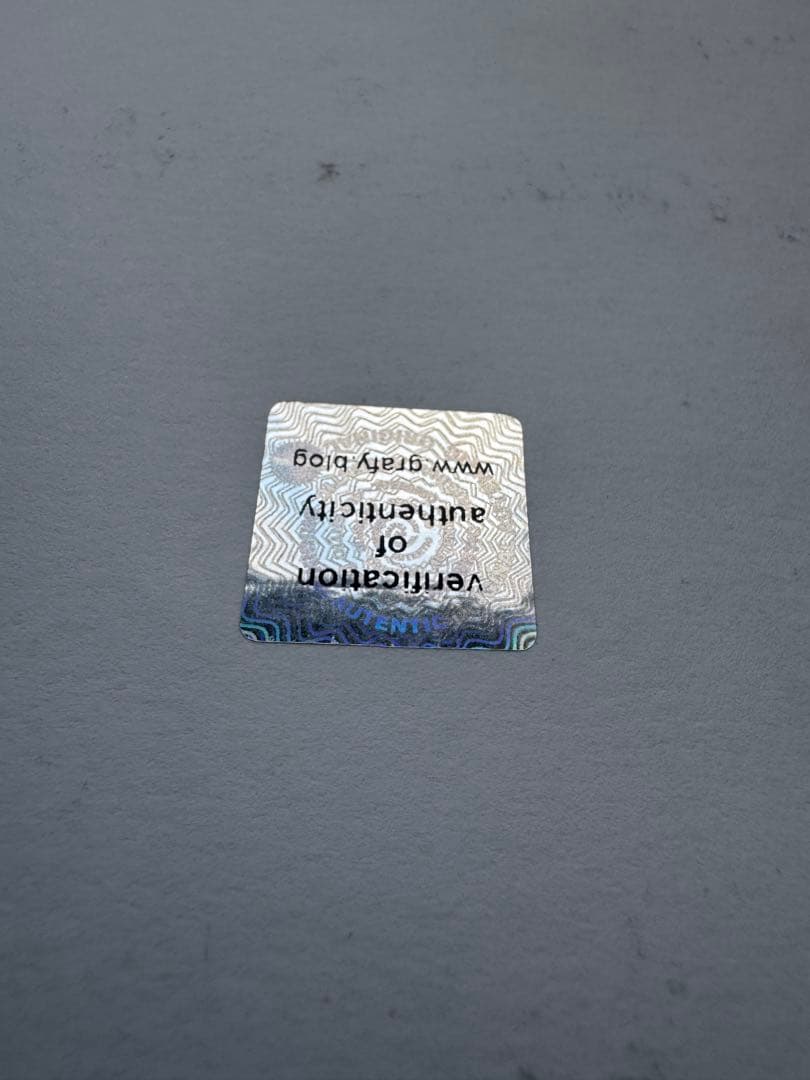 verification
of
authenticity
www.grafy.blog
AUTENTIC